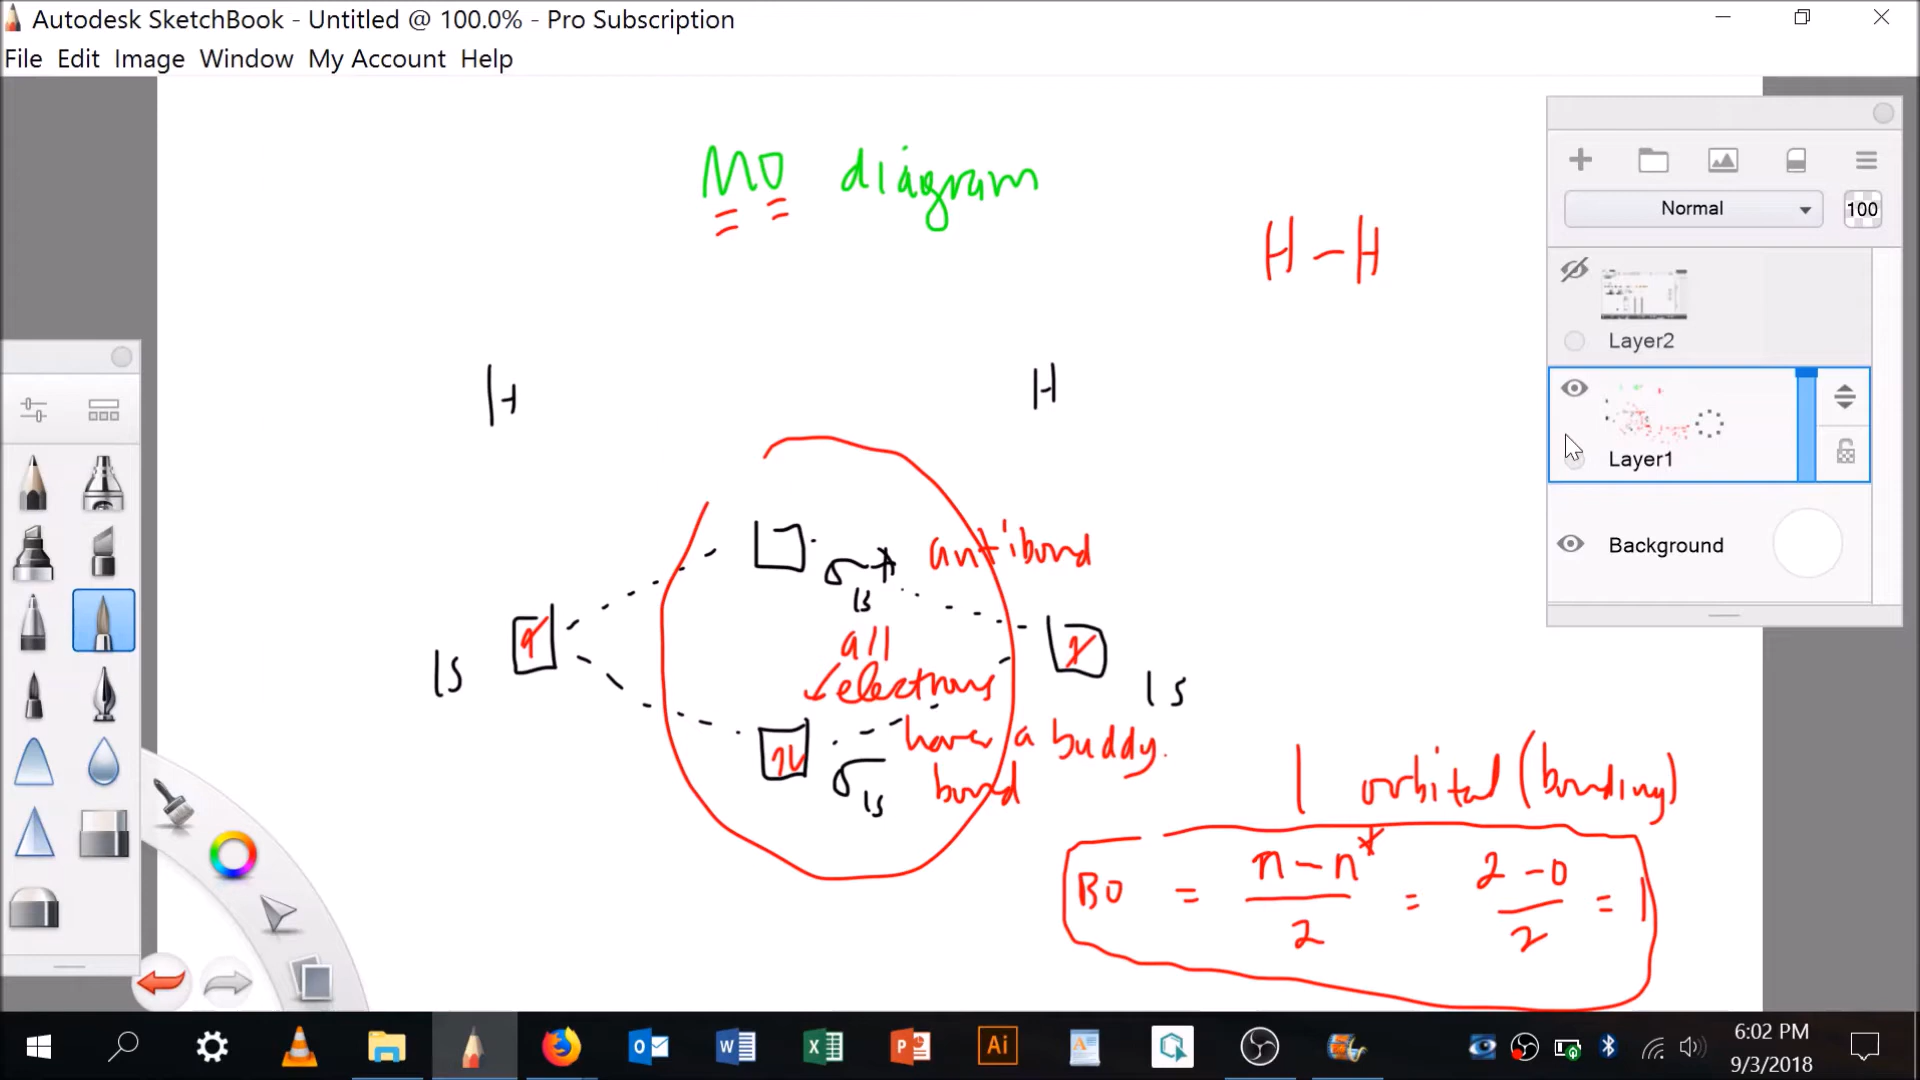 Autodesk SketchBook - Untitled @ 100.0% - Pro Subscription
File Edit Image Window My Account Help
MO diagram
H - H
Normal
100
Layer2
Layer1
Background
H H
σ* 1s antibond
1s
all
electrons
have a buddy.
σ1s bond
1s
1 orbital (bonding)
BO = n - n* / 2 = 2 - 0 / 2 = 1
6:02 PM
9/3/2018